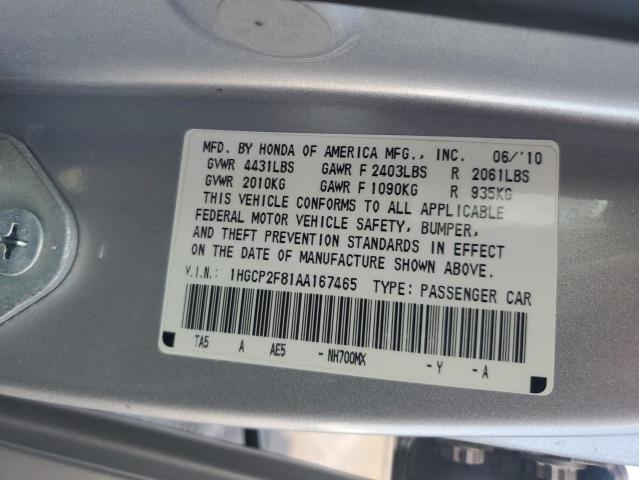 MFD. BY HONDA OF AMERICA MFG., INC. 06/'10
GVWR 4431LBS GAWR F 2403LBS R 2061LBS
GVWR 2010KG GAWR F 1090KG R 935KG
THIS VEHICLE CONFORMS TO ALL APPLICABLE
FEDERAL MOTOR VEHICLE SAFETY, BUMPER,
AND THEFT PREVENTION STANDARDS IN EFFECT
ON THE DATE OF MANUFACTURE SHOWN ABOVE.
V.I.N.: 1HGCP2F81AA167465 TYPE: PASSENGER CAR
TA5 A AE5 -NH700MX -Y -A